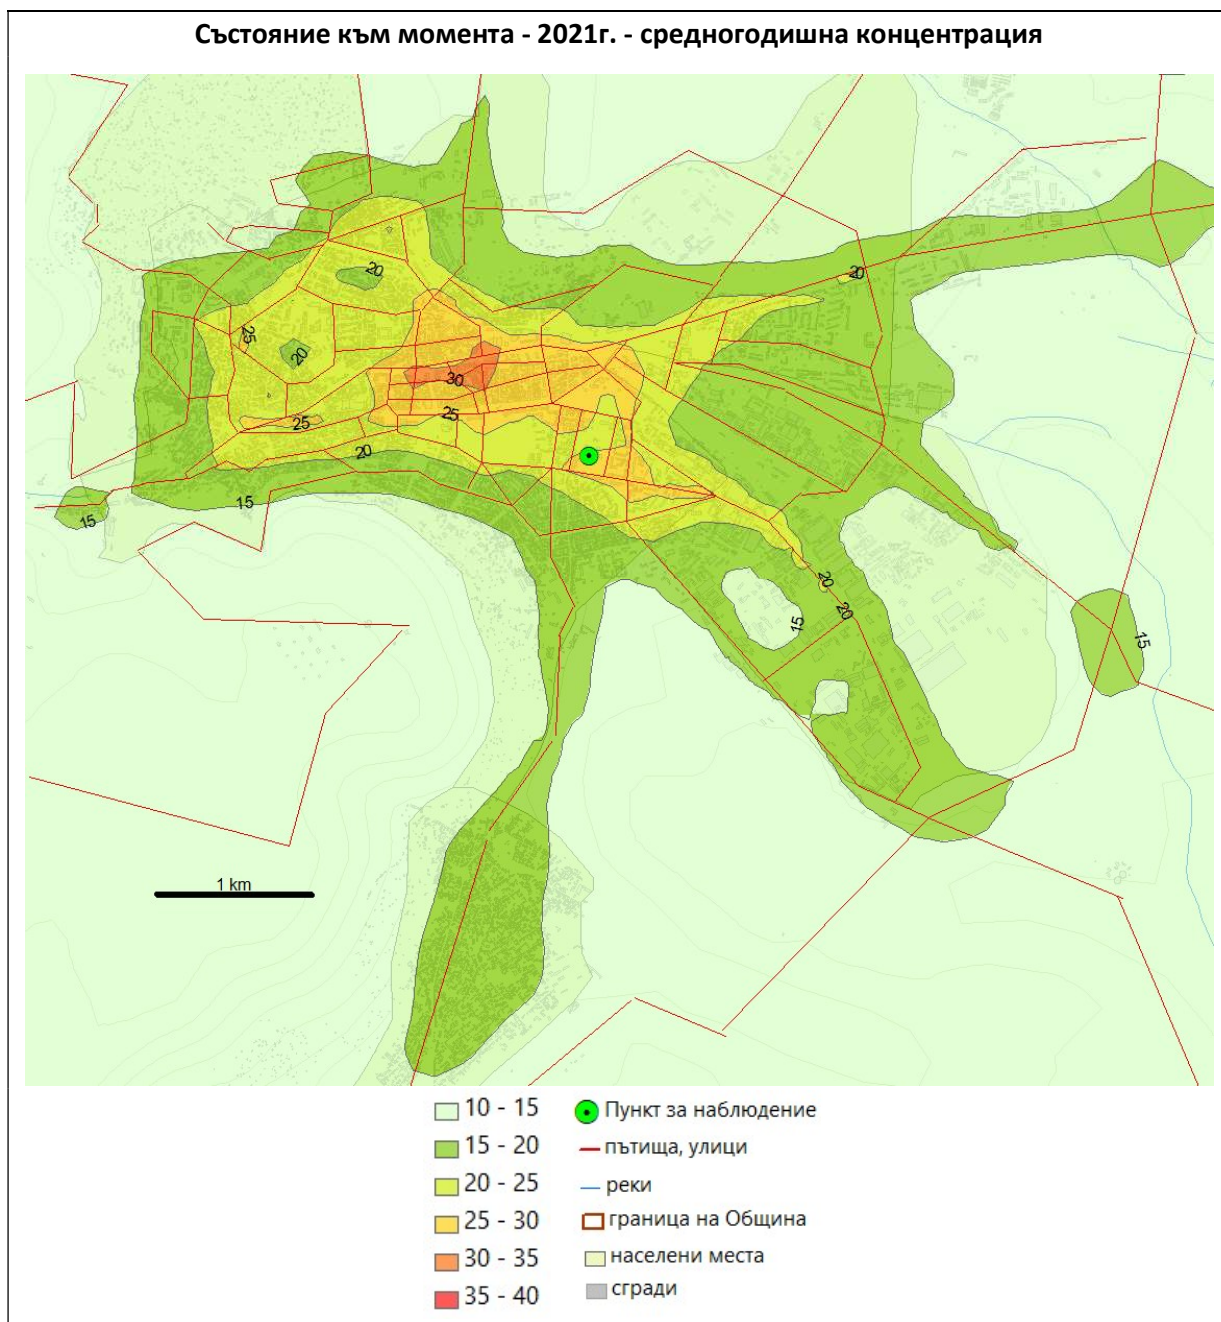 Състояние към момента - 2021г. - средногодишна концентрация
20
20
25
20
30
25
25
20
15
15
20
20
15
15
1 km
10 - 15
Пункт за наблюдение
15 - 20
пътища, улици
20 - 25
реки
25 - 30
граница на Община
30 - 35
населени места
35 - 40
сгради